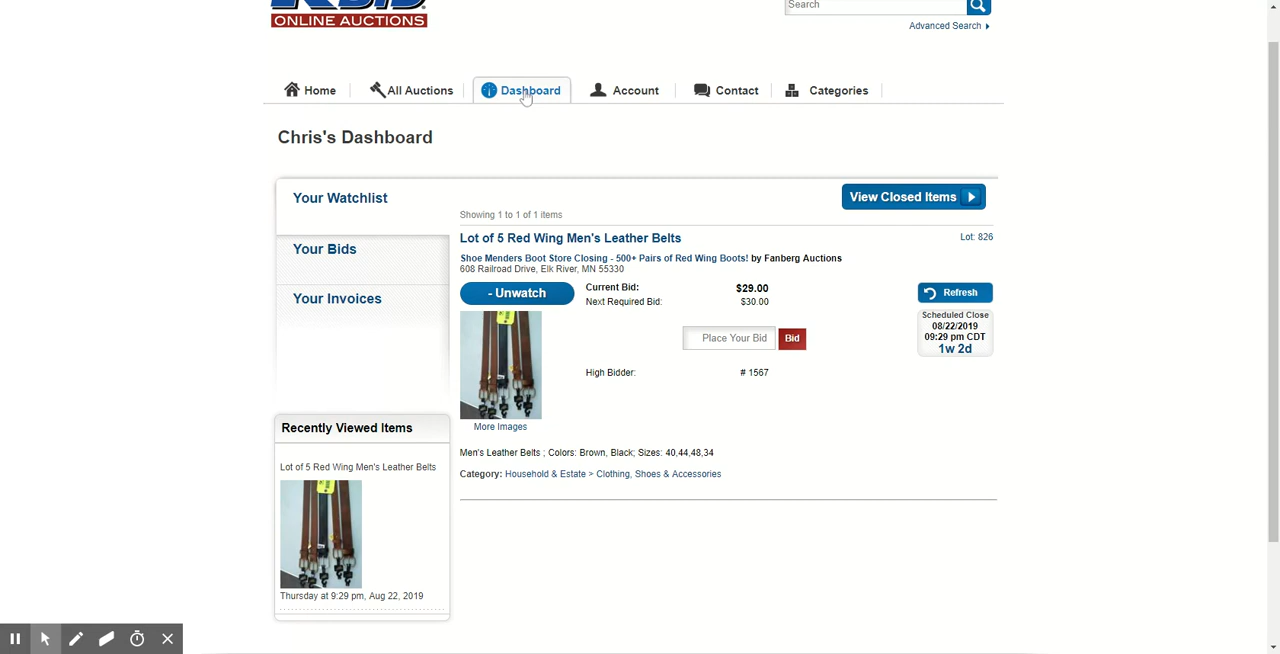 ONLINE AUCTIONS
Search
Advanced Search
Home
All Auctions
Dashboard
Account
Contact
Categories
Chris's Dashboard
Your Watchlist
Your Bids
Your Invoices
View Closed Items
Showing 1 to 1 of 1 items
Lot of 5 Red Wing Men's Leather Belts
Lot: 826
Shoe Menders Boot Store Closing - 500+ Pairs of Red Wing Boots! by Fanberg Auctions
608 Railroad Drive, Elk River, MN 55330
- Unwatch
Current Bid: $29.00
Next Required Bid: $30.00
Refresh
Scheduled Close
08/22/2019
09:29 pm CDT
1w 2d
Place Your Bid
Bid
High Bidder: # 1567
More Images
Men's Leather Belts ; Colors: Brown, Black; Sizes: 40,44,48,34
Category: Household & Estate > Clothing, Shoes & Accessories
Recently Viewed Items
Lot of 5 Red Wing Men's Leather Belts
Thursday at 9:29 pm, Aug 22, 2019